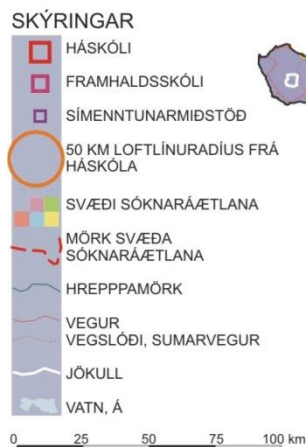 SKÝRINGAR
HÁSKÓLI
FRAMHALDSSKÓLI
SÍMENNTUNARMIÐSTÖÐ
50 KM LOFTLÍNURADÍUS FRÁ
HÁSKÓLA
SVÆÐI SÓKNARÁÆTLANA
MÖRK SVÆÐA
SÓKNARÁÆTLANA
HREPPPAMÖRK
VEGUR
VEGSLÓÐI, SUMARVEGUR
JÖKULL
VATN, Á
0 25 50 75 100 km